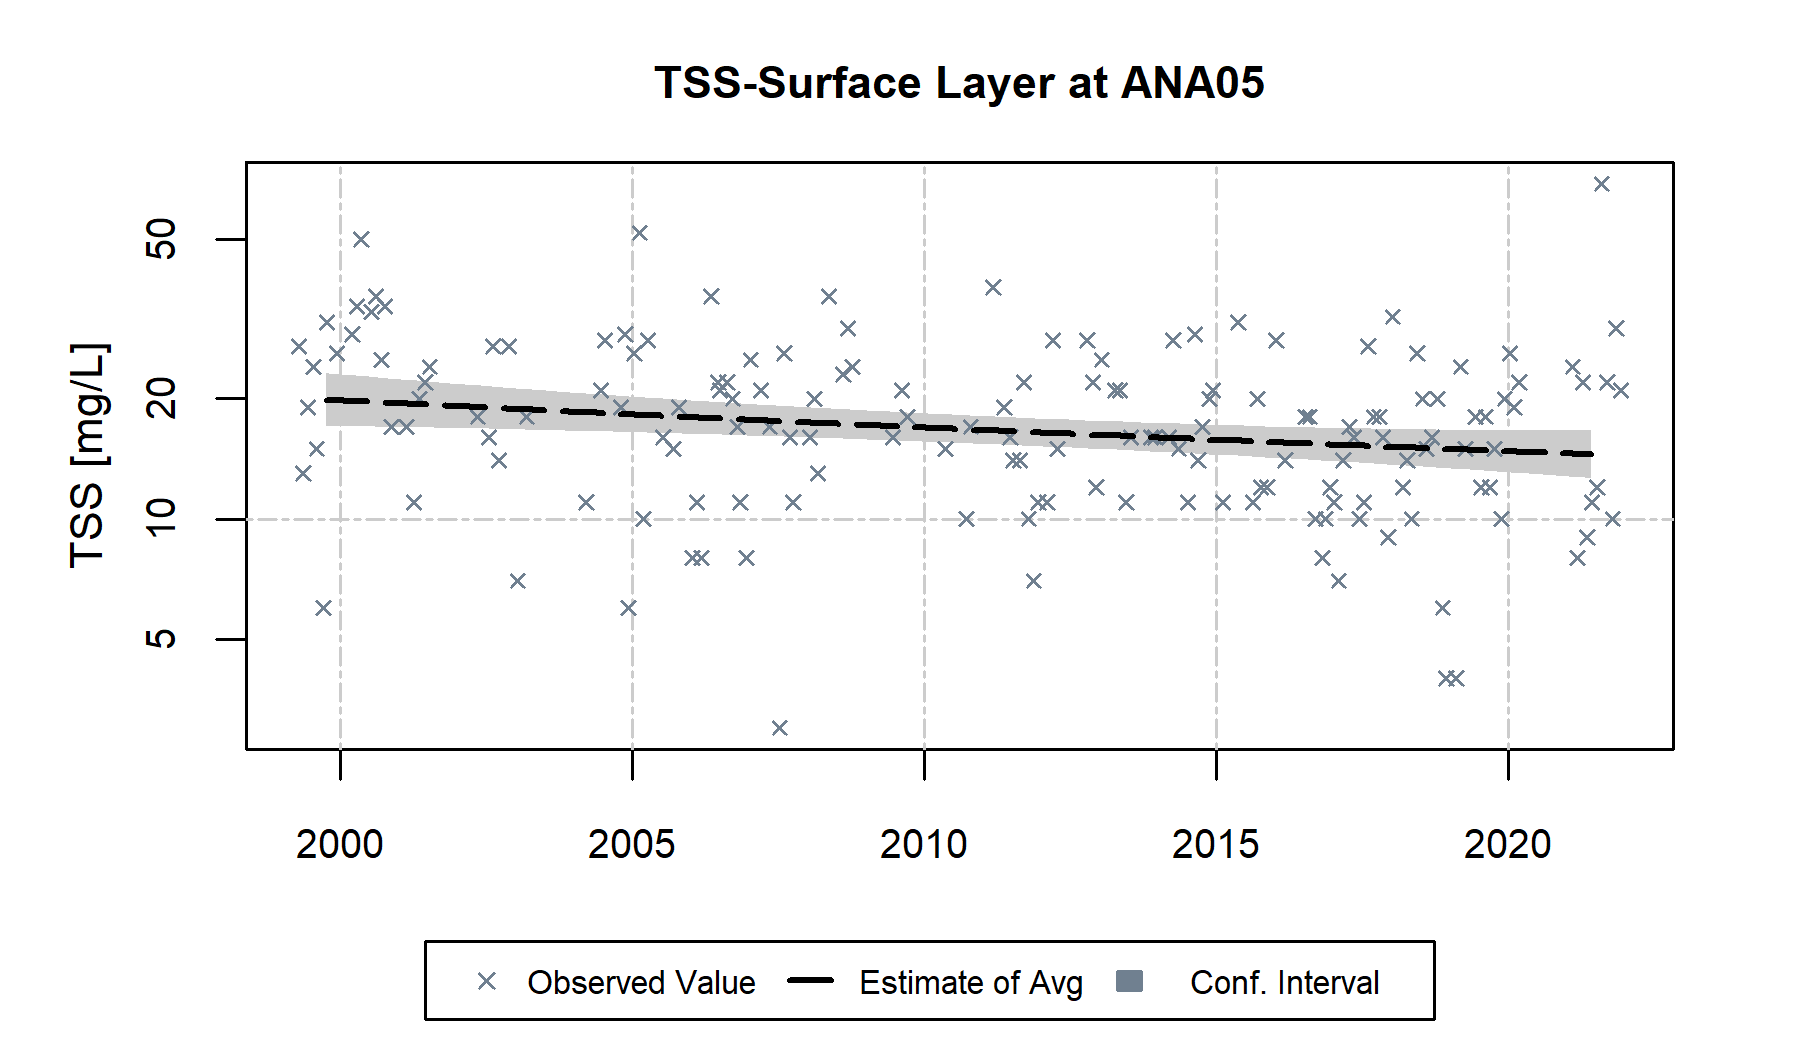 TSS-Surface Layer at ANA05
TSS [mg/L]
50
20
10
5
2000 2005 2010 2015 2020
Observed Value Estimate of Avg Conf. Interval